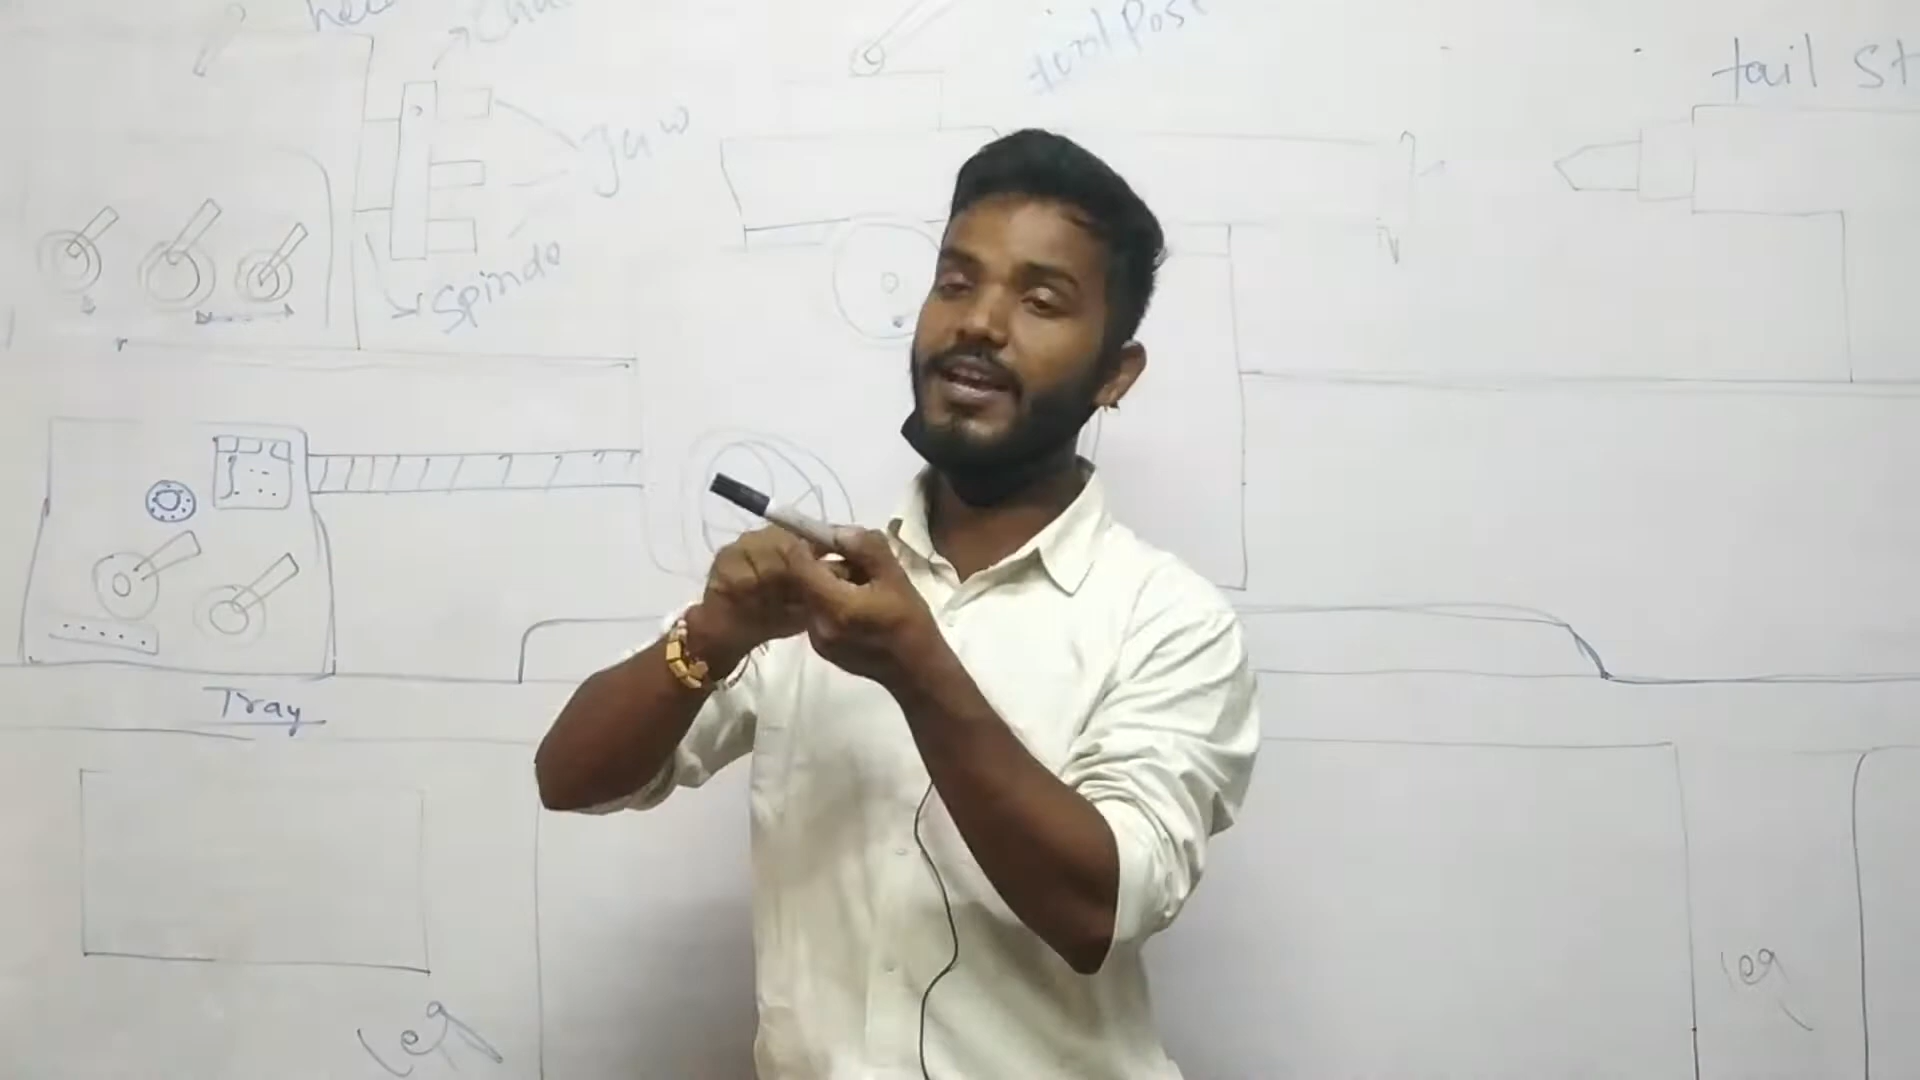 tool Post
tail St
Jaw
Spindo
Tray
leg
leg